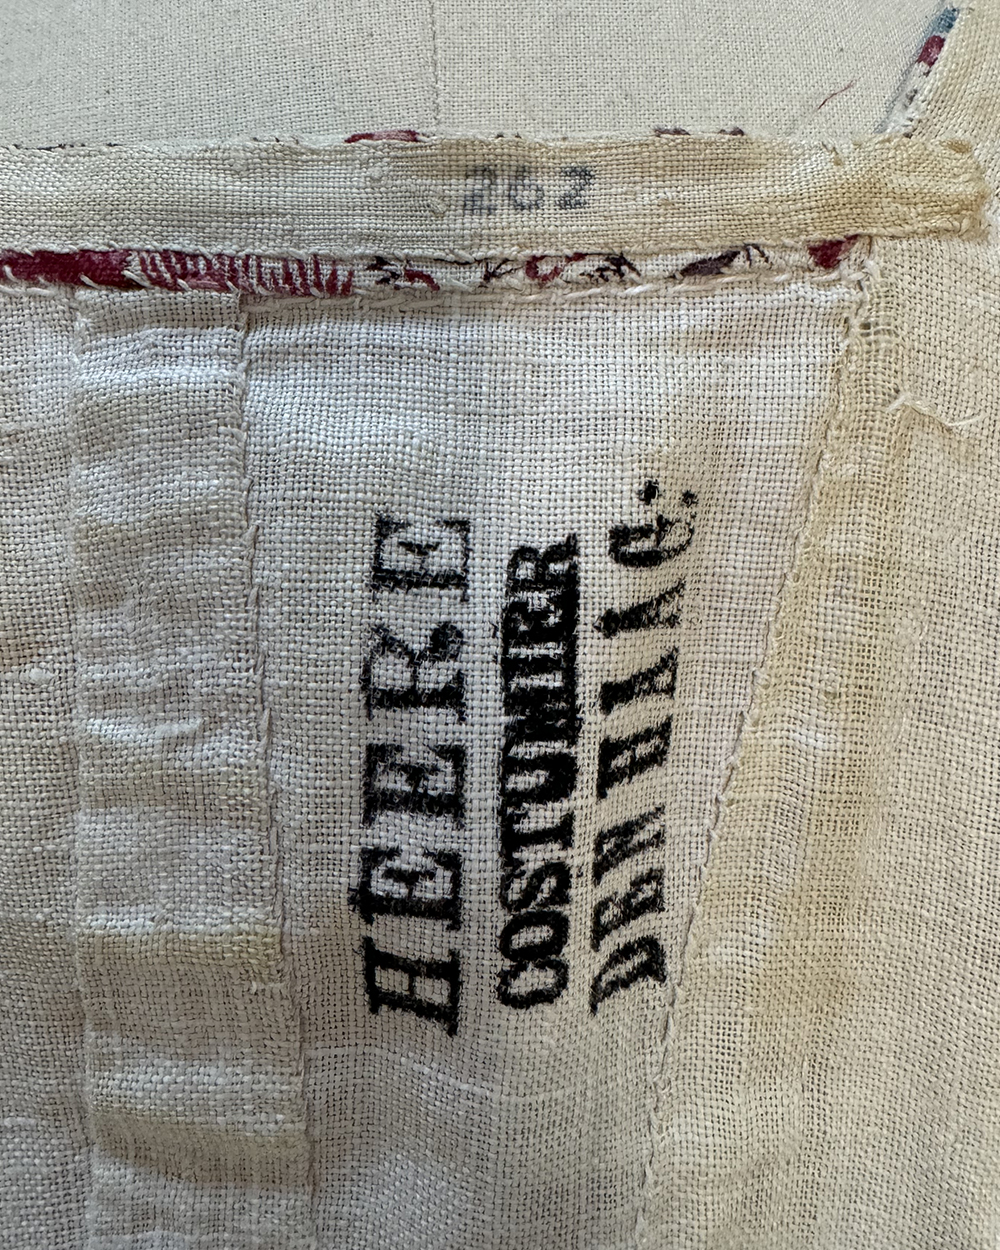 262
HEERE
COSTUMIER
DEN HAAG.